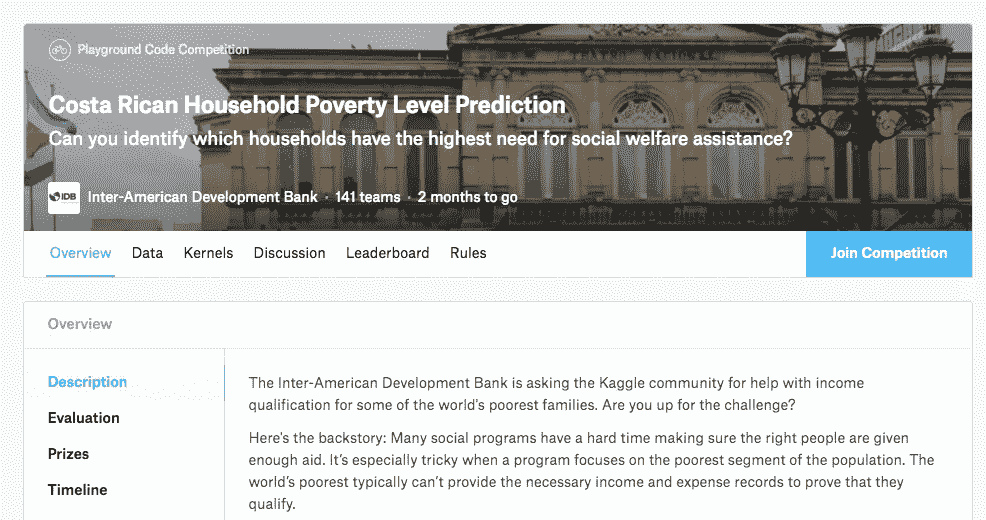 Playground Code Competition
Costa Rican Household Poverty Level Prediction
Can you identify which households have the highest need for social welfare assistance?
IDB
Inter-American Development Bank · 141 teams · 2 months to go
Overview Data Kernels Discussion Leaderboard Rules Join Competition
Overview
Description
Evaluation
Prizes
Timeline
The Inter-American Development Bank is asking the Kaggle community for help with income
qualification for some of the world's poorest families. Are you up for the challenge?
Here's the backstory: Many social programs have a hard time making sure the right people are given
enough aid. It's especially tricky when a program focuses on the poorest segment of the population. The
world's poorest typically can't provide the necessary income and expense records to prove that they
qualify.